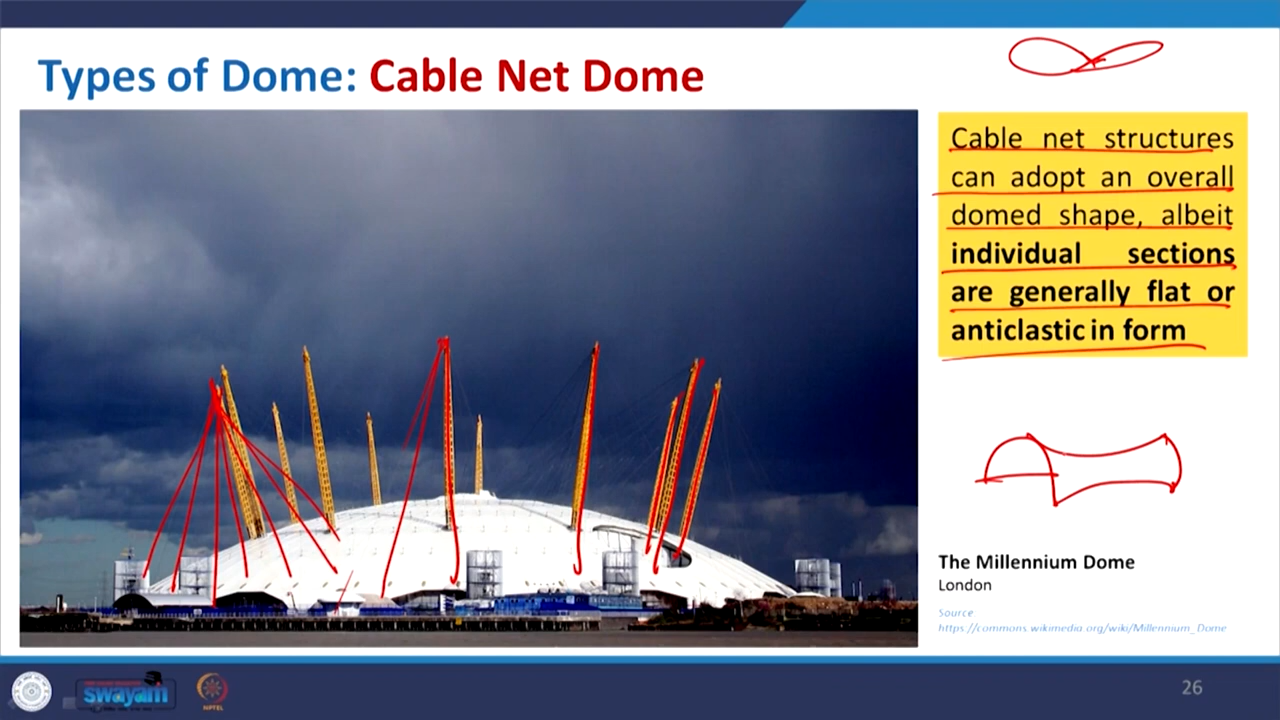 Types of Dome: Cable Net Dome
Cable net structures
can adopt an overall
domed shape, albeit
individual sections
are generally flat or
anticlastic in form
The Millennium Dome
London
Source
https://commons.wikimedia.org/wiki/Millennium_Dome
swayam
NPTEL
26